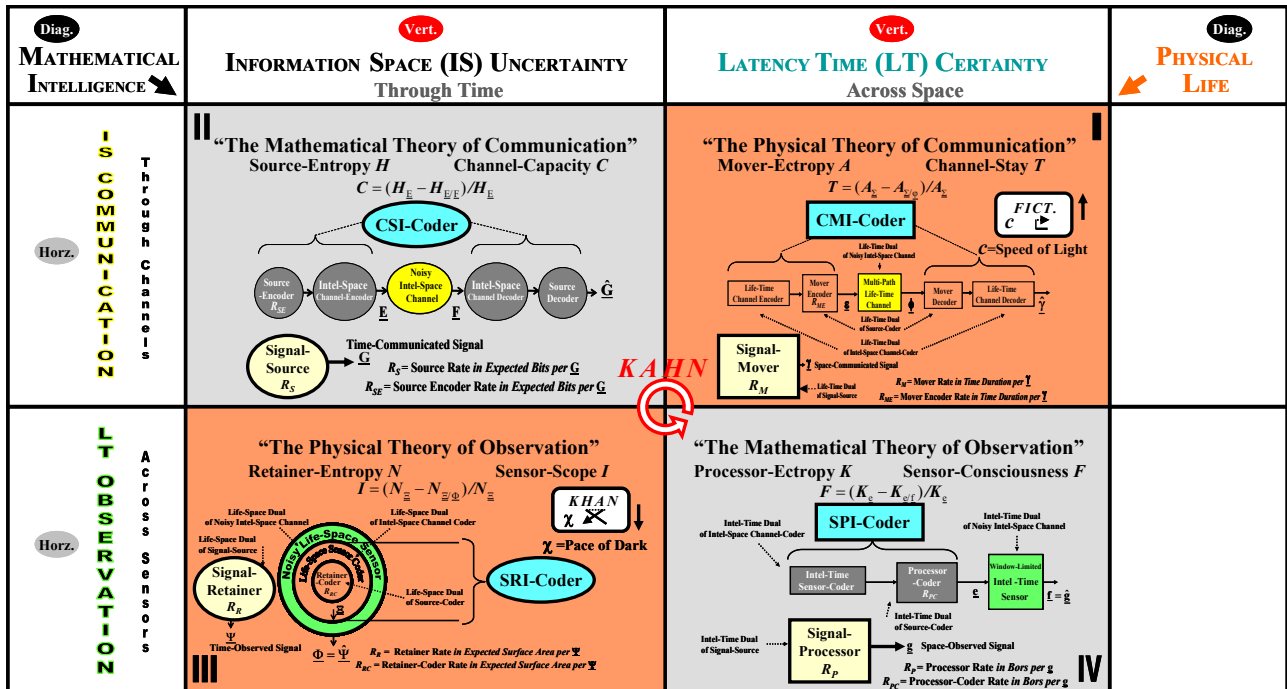 Diag.
MATHEMATICAL
INTELLIGENCE
Vert.
INFORMATION SPACE (IS) UNCERTAINTY
Through Time
Vert.
LATENCY TIME (LT) CERTAINTY
Across Space
Diag.
PHYSICAL
LIFE
IS COMMUNICATION
Through Channels
Horz.
II
“The Mathematical Theory of Communication”
Source-Entropy H Channel-Capacity C
C = (H_E − H_E/F)/H_E
CSI-Coder
Source
-Encoder
R_SE
Intel-Space
Channel-Encoder
Noisy
Intel-Space
Channel
Intel-Space
Channel Decoder
Source
Decoder
Ĝ
E
F
Signal-
Source
R_S
Time-Communicated Signal
G
R_S = Source Rate in Expected Bits per G
R_SE = Source Encoder Rate in Expected Bits per G
I
“The Physical Theory of Communication”
Mover-Ectropy A Channel-Stay T
T = (A_Σ − A_Σ/φ)/A_Σ
CMI-Coder
FICT.
c
c=Speed of Light
Life-Time Dual
of Noisy Intel-Space Channel
Life-Time
Channel Encoder
Mover
Encoder
R_ME
Multi-Path
Life-Time
Channel
Mover
Decoder
Life-Time
Channel Decoder
Life-Time Dual
of Source-Coder
Life-Time Dual
of Intel-Space Channel-Coder
Signal-
Mover
R_M
Space-Communicated Signal
Life-Time Dual
of Signal-Source
R_M = Mover Rate in Time Duration per γ
R_ME = Mover Encoder Rate in Time Duration per γ
KAHN
LT OBSERVATION
Across Sensors
Horz.
III
“The Physical Theory of Observation”
Retainer-Entropy N Sensor-Scope I
I = (N_Ξ − N_Ξ/Φ)/N_Ξ
KHAN
χ
χ =Pace of Dark
Life-Space Dual
of Noisy Intel-Space Channel
Life-Space Dual
of Intel-Space Channel Coder
Life-Space Dual
of Signal-Source
Noisy Life-Space-Sensor
Life-Space Sensor Coder
Retainer
-Coder
R_RC
Ξ
Life-Space Dual
of Source-Coder
SRI-Coder
Signal-
Retainer
R_R
Ψ
Time-Observed Signal
Φ = Ψ̂
R_R = Retainer Rate in Expected Surface Area per Ψ
R_RC = Retainer-Coder Rate in Expected Surface Area per Ψ
“The Mathematical Theory of Observation”
Processor-Ectropy K Sensor-Consciousness F
F = (K_e − K_e/f)/K_e
SPI-Coder
Intel-Time Dual of
Intel-Space Channel-Coder
Intel-Time Dual of
Noisy Intel-Space Channel
Intel-Time
Sensor-Coder
Processor
-Coder
R_PC
e
Window-Limited
Intel -Time
Sensor
f = ĝ
Intel-Time Dual
of Source-Coder
Intel-Time Dual
of Signal-Source
Signal-
Processor
R_P
g
Space-Observed Signal
R_P = Processor Rate in Bors per g
R_PC = Processor-Coder Rate in Bors per g
IV